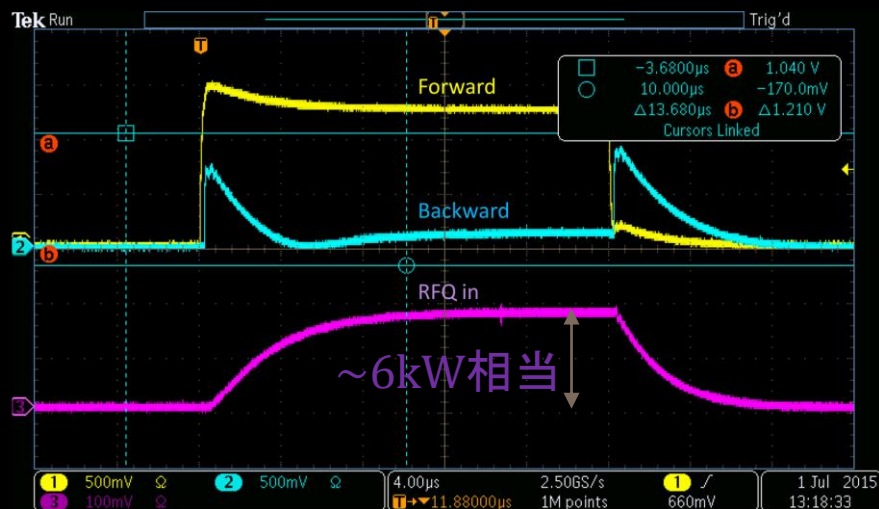 Tek Run Trig'd
T
T
Forward
□ -3.6800μs a 1.040 V
○ 10.000μs -170.0mV
Δ13.680μs b Δ1.210 V
Cursors Linked
a
Backward
2
b
RFQ in
~6kW相当
3
1 500mV Ω 2 500mV Ω 4.00μs 2.50GS/s 1 1 Jul 2015
3 100mV Ω T→▼11.88000μs 1M points 660mV 13:18:33